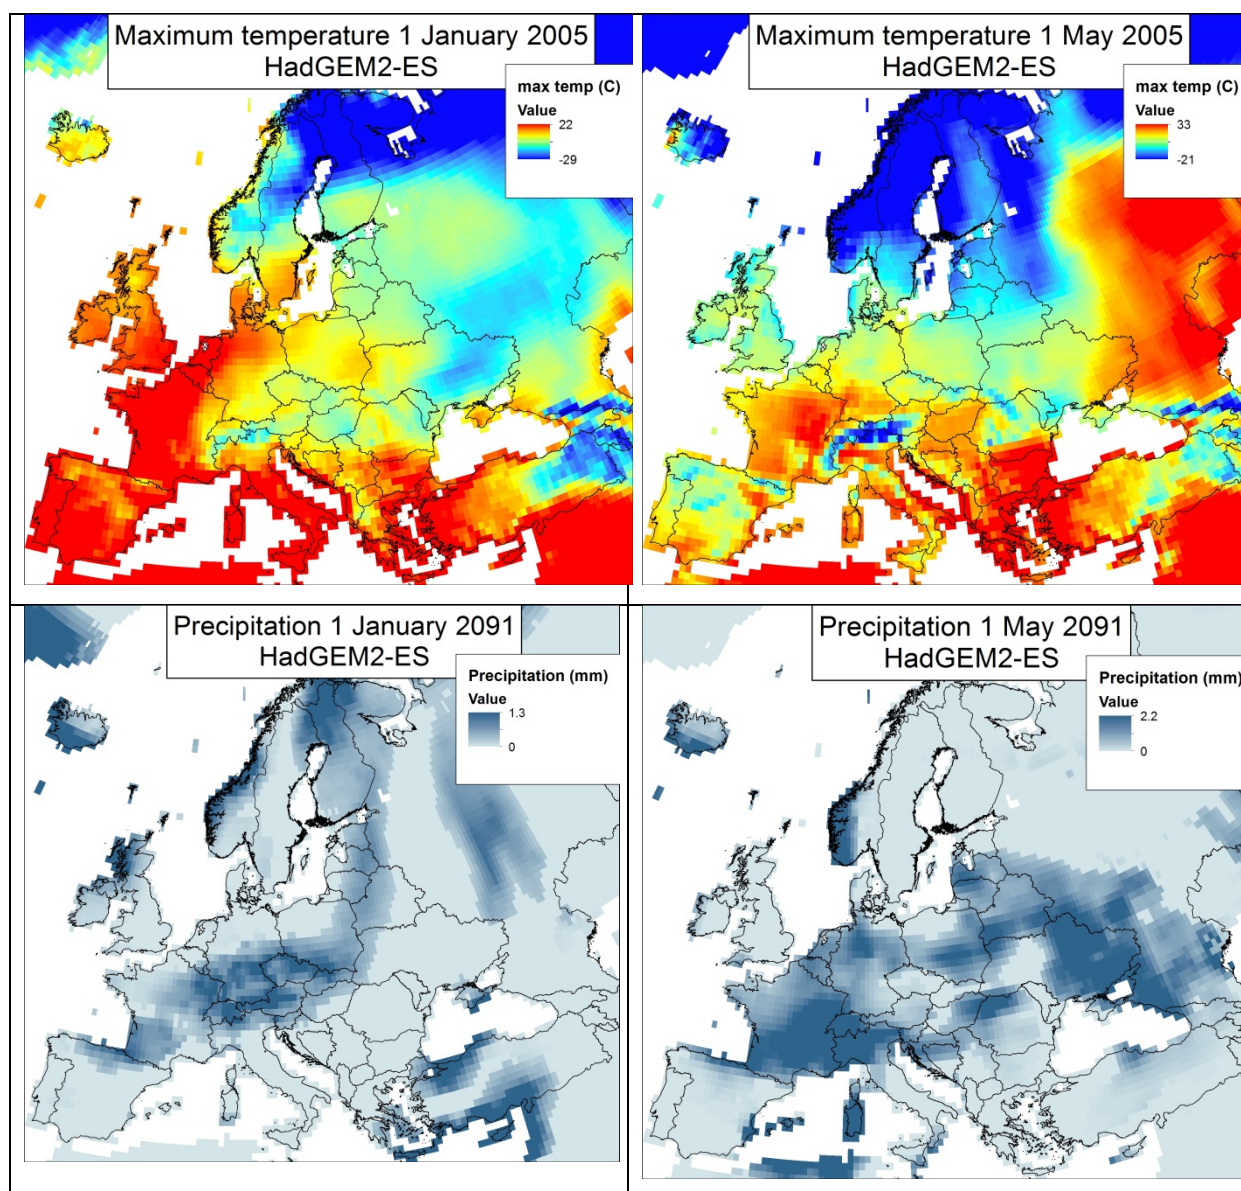 Maximum temperature 1 January 2005
HadGEM2-ES
max temp (C)
Value
22
-29
Maximum temperature 1 May 2005
HadGEM2-ES
max temp (C)
Value
33
-21
Precipitation 1 January 2091
HadGEM2-ES
Precipitation (mm)
Value
1.3
0
Precipitation 1 May 2091
HadGEM2-ES
Precipitation (mm)
Value
2.2
0